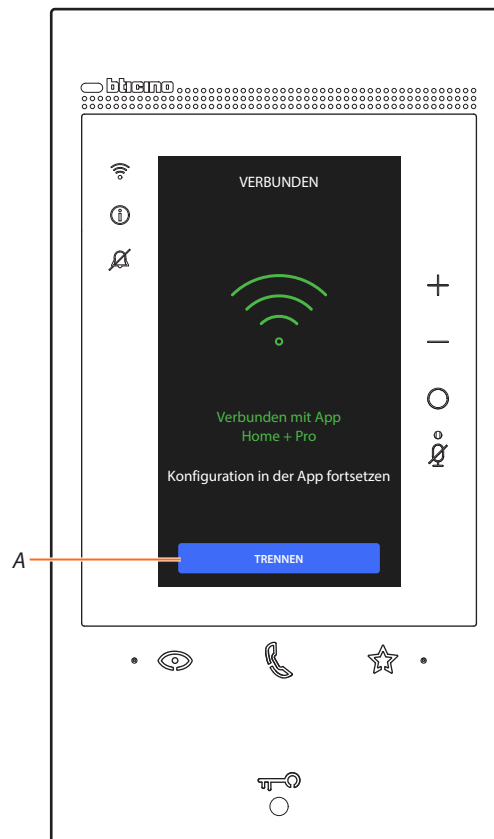 bticino
VERBUNDEN
Verbunden mit App
Home + Pro
Konfiguration in der App fortsetzen
A
TRENNEN